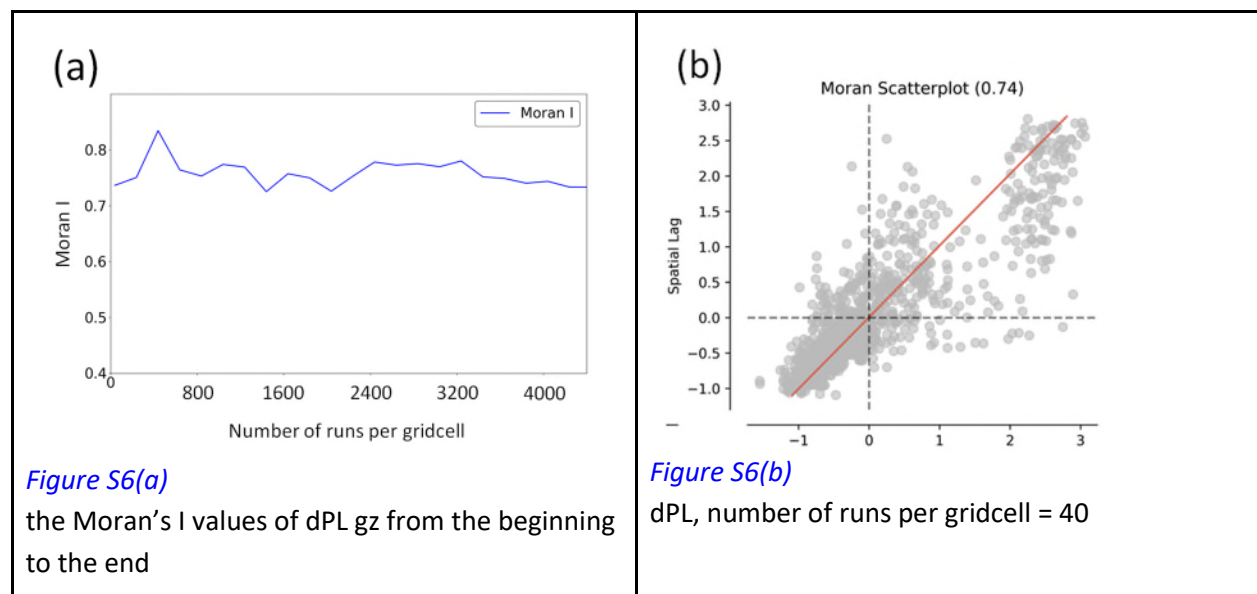 (a)
Moran I
0.8
0.7
0.6
0.5
0.4
Moran I
0
800
1600
2400
3200
4000
Number of runs per gridcell
Figure S6(a)
the Moran's I values of dPL gz from the beginning
to the end
(b)
Moran Scatterplot (0.74)
3.0
2.5
2.0
1.5
1.0
0.5
0.0
−0.5
−1.0
Spatial Lag
−1
0
1
2
3
Figure S6(b)
dPL, number of runs per gridcell = 40